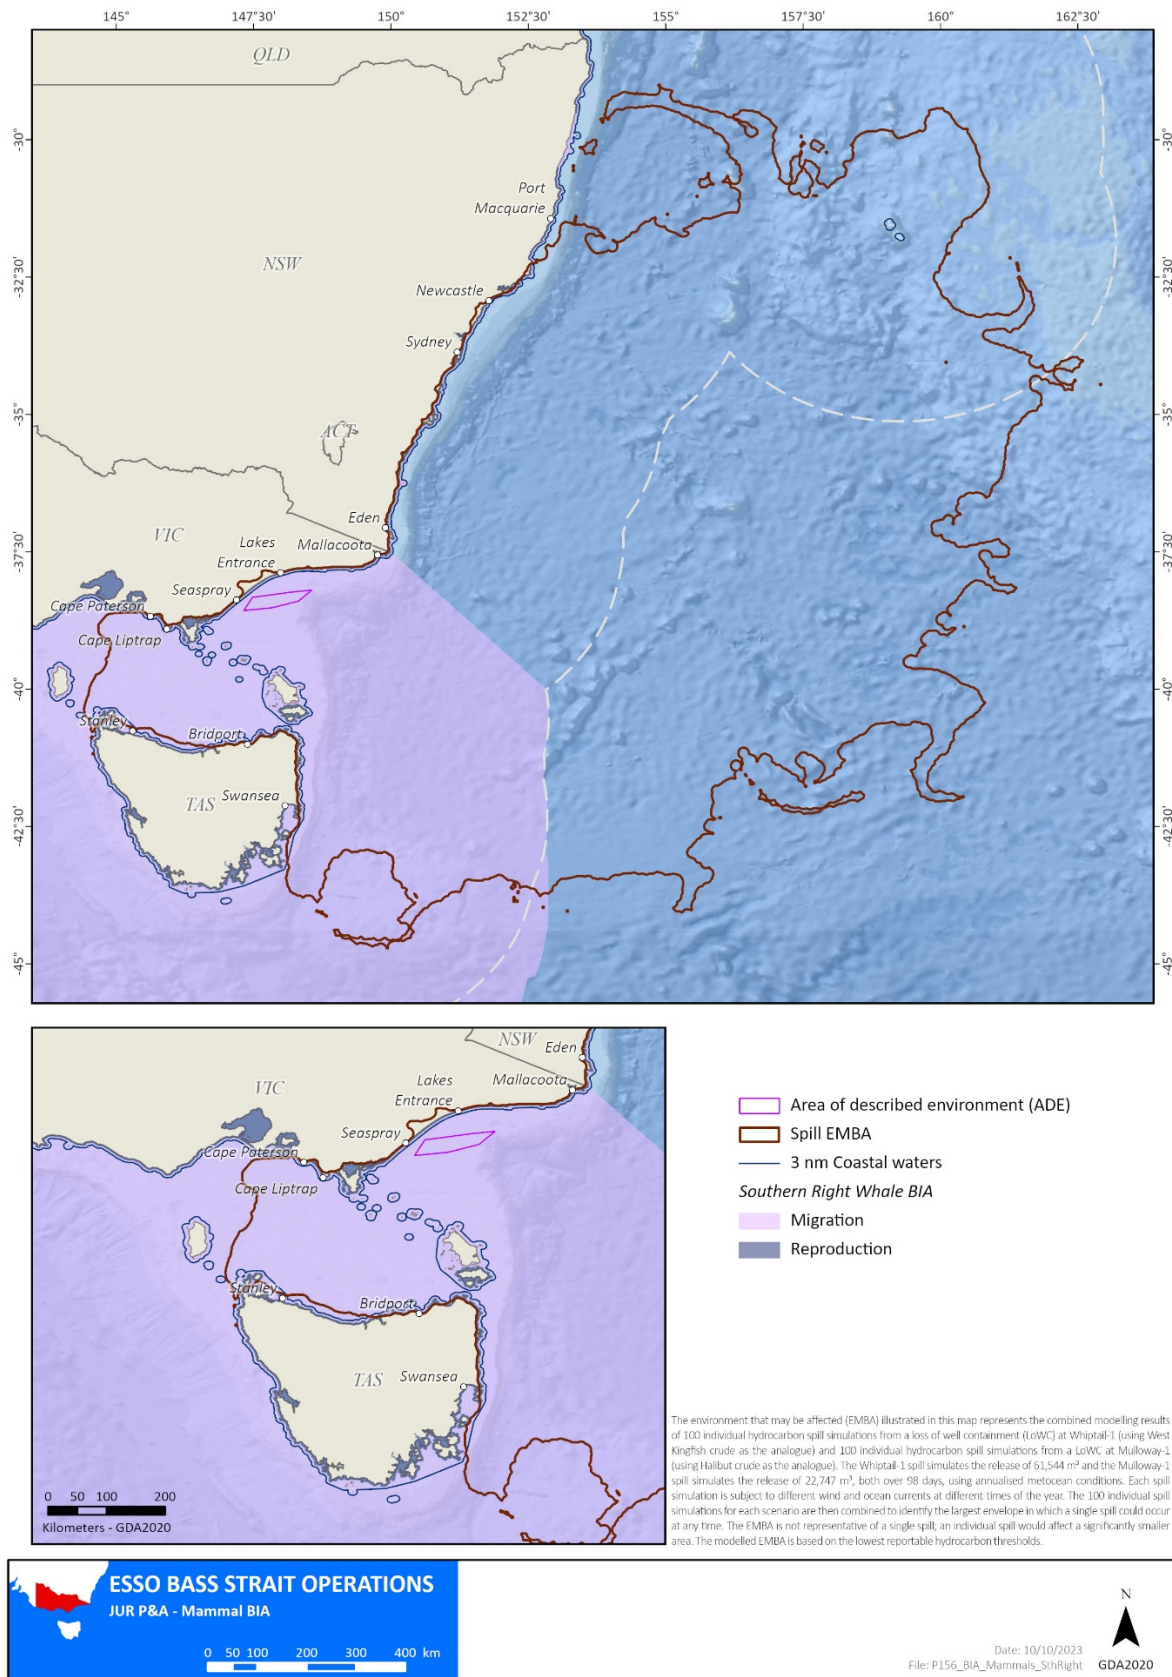 145°
147°30'
150°
152°30'
155°
157°30'
160°
162°30'
QLD
-30°
-30°
Port
Macquarie
NSW
-32°30'
-32°30'
Newcastle
Sydney
-35°
-35°
ACT
Eden
VIC
Mallacoota
Lakes
Entrance
-37°30'
-37°30'
Seaspray
Cape Paterson
Cape Liptrap
-40°
-40°
Stanley
Bridport
Swansea
TAS
-42°30'
-42°30'
-45°
-45°
NSW
Eden
VIC
Mallacoota
Lakes
Entrance
Seaspray
Cape Paterson
Cape Liptrap
Stanley
Bridport
TAS
Swansea
0 50 100 200
Kilometers - GDA2020
Area of described environment (ADE)
Spill EMBA
3 nm Coastal waters
Southern Right Whale BIA
Migration
Reproduction
The environment that may be affected (EMBA) illustrated in this map represents the combined modelling results
of 100 individual hydrocarbon spill simulations from a loss of well containment (LoWC) at Whiptail-1 (using West
Kingfish crude as the analogue) and 100 individual hydrocarbon spill simulations from a LoWC at Mulloway-1
(using Halibut crude as the analogue). The Whiptail-1 spill simulates the release of 61,544 m³ and the Mulloway-1
spill simulates the release of 22,747 m³, both over 98 days, using annualised metocean conditions. Each spill
simulation is subject to different wind and ocean currents at different times of the year. The 100 individual spill
simulations for each scenario are then combined to identify the largest envelope in which a single spill could occur
at any time. The EMBA is not representative of a single spill; an individual spill would affect a significantly smaller
area. The modelled EMBA is based on the lowest reportable hydrocarbon thresholds.
ESSO BASS STRAIT OPERATIONS
JUR P&A - Mammal BIA
0 50 100 200 300 400 km
N
Date: 10/10/2023
File: P156_BIA_Mammals_SthRight
GDA2020